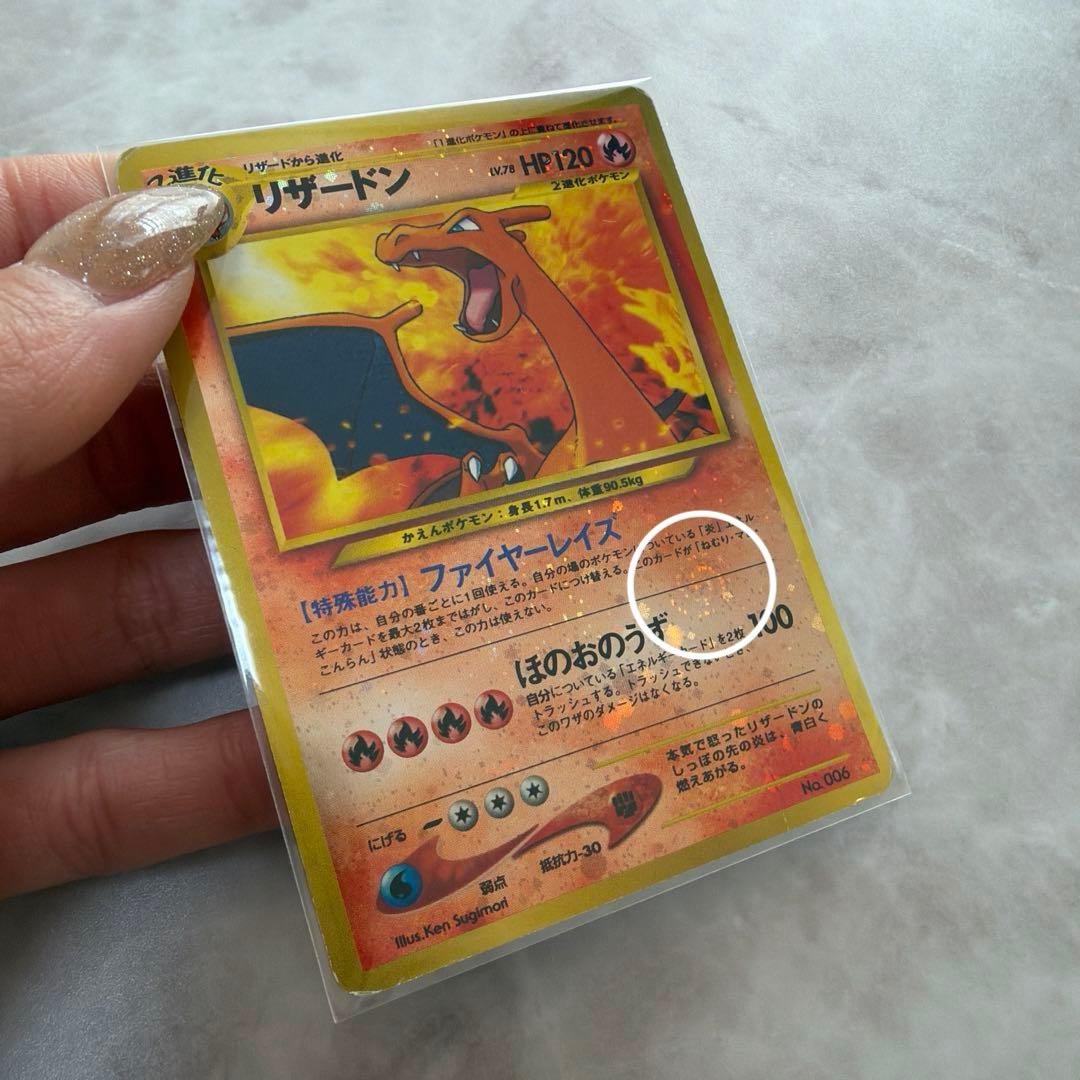 「1進化ポケモン」の上に重ねて進化させます。
2進化
リザードから進化
リザードン
LV.78 HP120
2進化ポケモン
かえんポケモン：身長1.7m、体重90.5kg
【特殊能力】ファイヤーレイズ
この力は、自分の番ごとに1回使える。自分の場のポケモンについている「炎」エネル
ギーカードを最大2枚まではがし、このカードにつけ替える。このカードが「ねむり・マ
こんらん」状態のとき、この力は使えない。
ほのおのうず 100
自分についている「エネルギーカード」を2枚
トラッシュする。トラッシュできないとき、
このワザのダメージはなくなる。
本気で怒ったリザードンの
しっぽの先の炎は、青白く
燃えあがる。
No. 006
にげる
弱点
抵抗力-30
Illus. Ken Sugimori